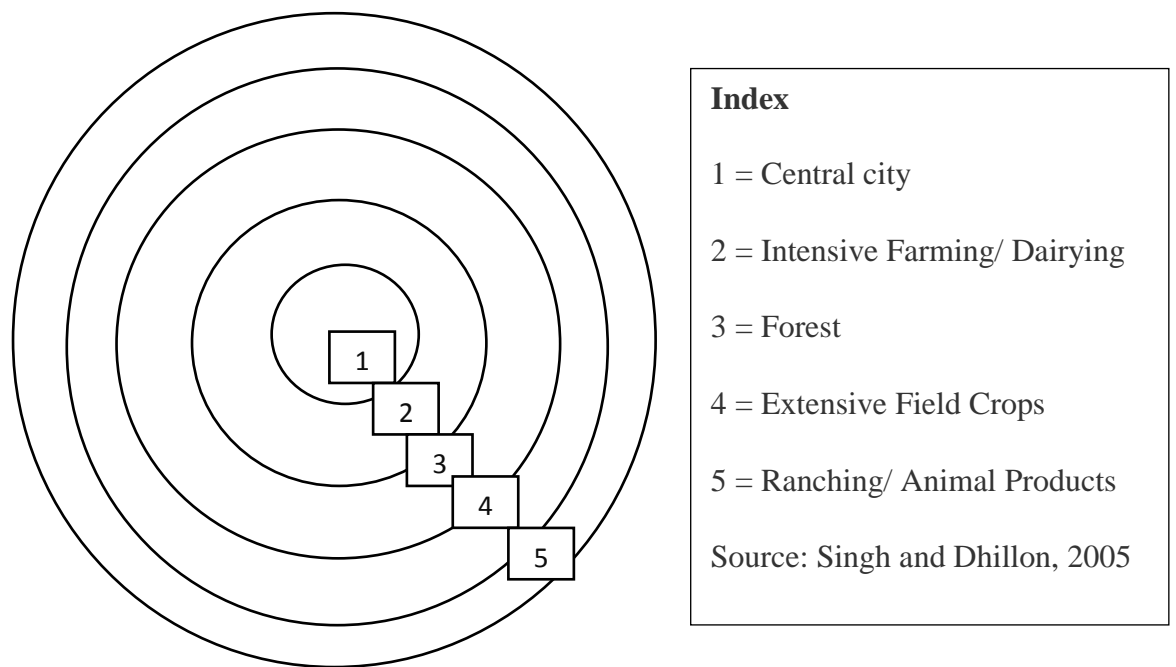 1
2
3
4
5
Index
1 = Central city
2 = Intensive Farming/ Dairying
3 = Forest
4 = Extensive Field Crops
5 = Ranching/ Animal Products
Source: Singh and Dhillon, 2005